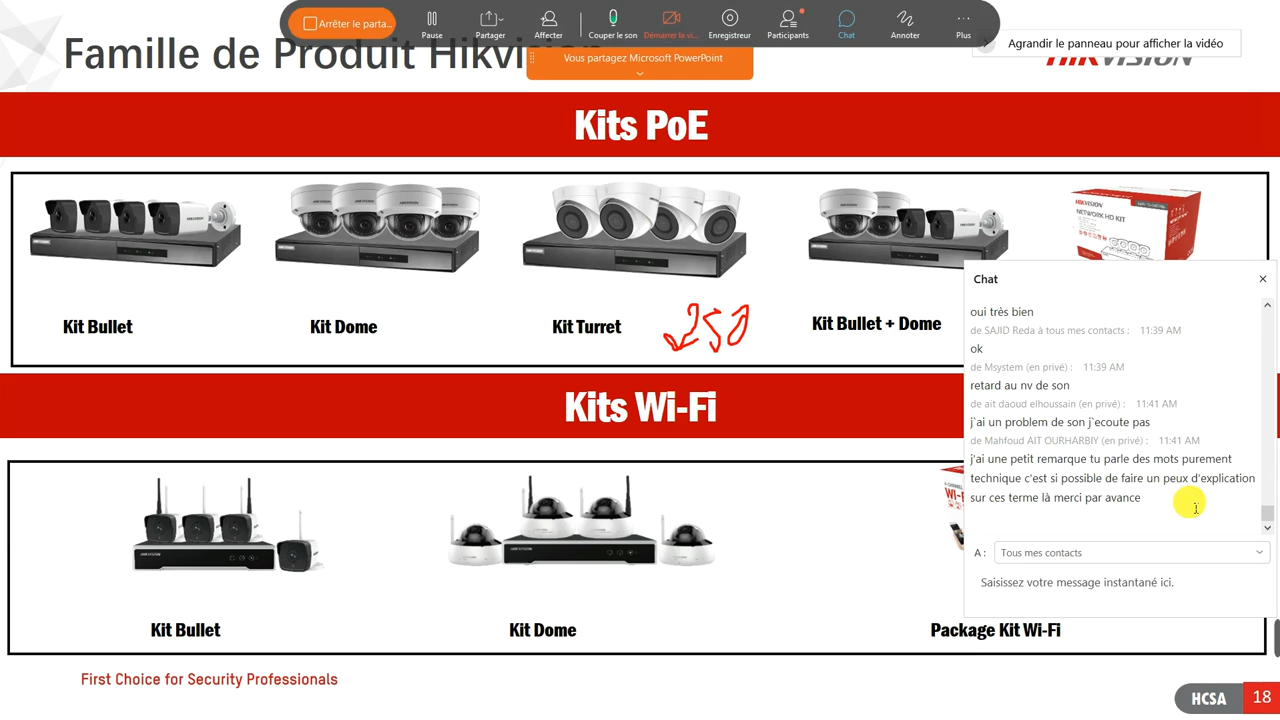 Arrêter le parta...
Pause
Partager
Affecter
Couper le son
Démarrer la vi...
Enregistreur
Participants
Chat
Annoter
Plus
Agrandir le panneau pour afficher la vidéo
Vous partagez Microsoft PowerPoint
Famille de Produit Hikvi
HIKVISION
Kits PoE
HIKVISION
NETWORK HD KIT
Kit Bullet
Kit Dome
Kit Turret
250
Kit Bullet + Dome
Chat
oui très bien
de SAJID Reda à tous mes contacts : 11:39 AM
ok
de Msystem (en privé) : 11:39 AM
retard au nv de son
de ait daoud elhoussain (en privé) : 11:41 AM
j`ai un problem de son j`ecoute pas
de Mahfoud AIT OURHARBIY (en privé) : 11:41 AM
j'ai une petit remarque tu parle des mots purement
technique c'est si possible de faire un peux d'explication
sur ces terme là merci par avance
A : Tous mes contacts
Saisissez votre message instantané ici.
Kits Wi-Fi
Kit Bullet
Kit Dome
Package Kit Wi-Fi
First Choice for Security Professionals
HCSA 18